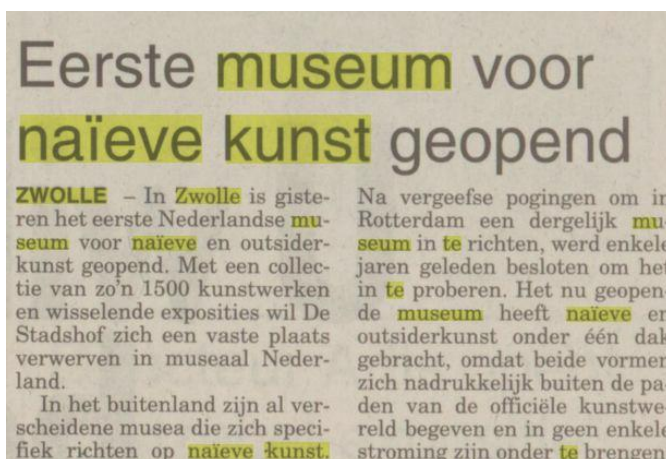 Eerste museum voor
naïeve kunst geopend
ZWOLLE – In Zwolle is giste-
ren het eerste Nederlandse mu-
seum voor naïeve en outsider-
kunst geopend. Met een collec-
tie van zo'n 1500 kunstwerken
en wisselende exposities wil De
Stadshof zich een vaste plaats
verwerven in museaal Neder-
land.
In het buitenland zijn al ver-
scheidene musea die zich speci-
fiek richten op naïeve kunst.
Na vergeefse pogingen om in
Rotterdam een dergelijk mu-
seum in te richten, werd enkele
jaren geleden besloten om het
in te proberen. Het nu geopen-
de museum heeft naïeve en
outsiderkunst onder één dak
gebracht, omdat beide vormen
zich nadrukkelijk buiten de pa-
den van de officiële kunstwe-
reld begeven en in geen enkele
stroming zijn onder te brengen.